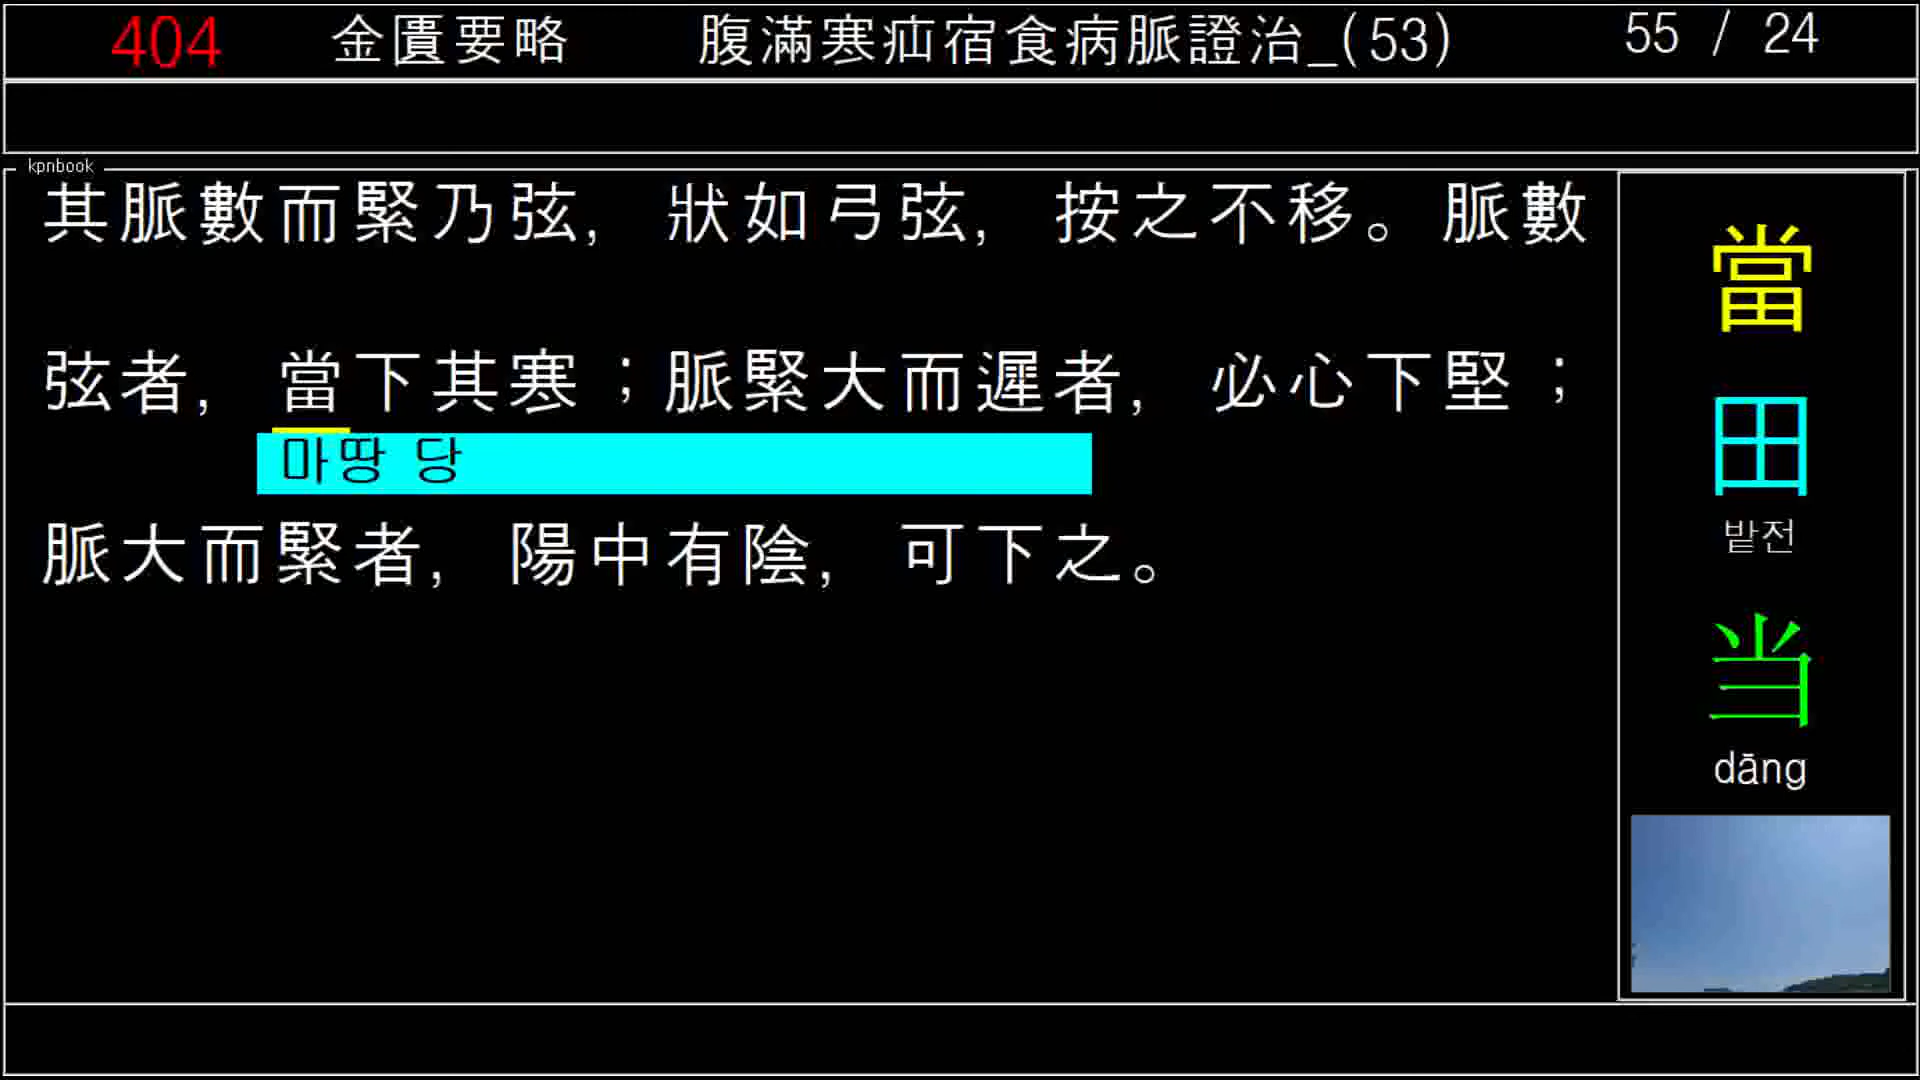 404 金匱要略 腹滿寒疝宿食病脈證治_(53) 55 / 24
kpnbook
其脈數而緊乃弦, 狀如弓弦, 按之不移。脈數
弦者, 當下其寒；脈緊大而遲者, 必心下堅；
마땅 당
脈大而緊者, 陽中有陰, 可下之。
當
田
밭전
当
dāng